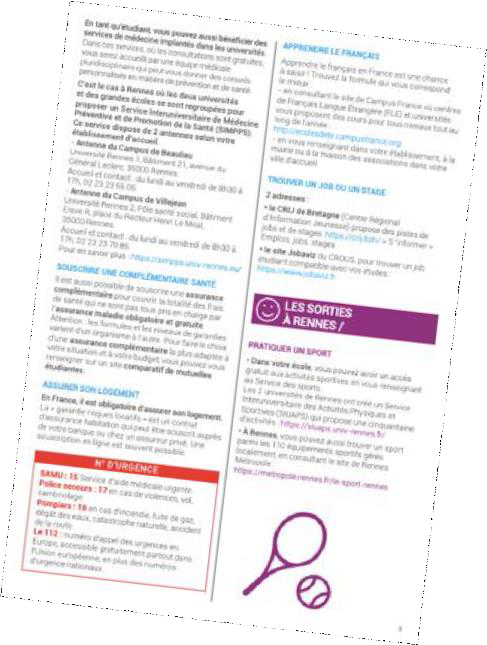 En tant qu'étudiant, vous pouvez aussi bénéficier des
services de médecine implantés dans les universités.
Dans ces services, où les consultations sont gratuites,
vous serez accueilli par une équipe médicale
pluridisciplinaire qui peut vous donner des conseils
personnalisés en matière de prévention et de santé.
C'est le cas à Rennes où les deux universités
et des grandes écoles se sont regroupées pour
proposer un Service Interuniversitaire de Médecine
Préventive et de Promotion de la Santé (SIMPPS).
Ce service dispose de 2 antennes selon votre
établissement d'accueil.
- Antenne du Campus de Beaulieu
Université Rennes 1, Bâtiment 21, avenue du
Général Leclerc, 35000 Rennes.
Accueil et contact : du lundi au vendredi de 8h30 à
17h, 02 23 23 55 05.
- Antenne du Campus de Villejean
Université Rennes 2, Pôle santé social, Bâtiment
Erève R, place du Recteur Henri Le Moal,
35000 Rennes.
Accueil et contact : du lundi au vendredi de 8h30 à
17h, 02 23 23 70 85.
Pour en savoir plus : https://simpps.univ-rennes.eu/
SOUSCRIRE UNE COMPLÉMENTAIRE SANTÉ
Il est aussi possible de souscrire une assurance
complémentaire pour couvrir la totalité des frais
de santé qui ne sont pas tous pris en charge par
l'assurance maladie obligatoire et gratuite.
Attention : les formules et les niveaux de garanties
varient d'un organisme à l'autre. Pour faire le choix
d'une assurance complémentaire la plus adaptée à
votre situation et à votre budget, vous pouvez vous
renseigner sur un site comparatif de mutuelles
étudiantes.
ASSURER SON LOGEMENT
En France, il est obligatoire d'assurer son logement.
La « garantie risques locatifs » est un contrat
d'assurance habitation qui peut être souscrit auprès
de votre banque ou chez un assureur privé. Une
souscription en ligne est souvent possible.
N° D'URGENCE
SAMU : 15 Service d'aide médicale urgente.
Police secours : 17 en cas de violences, vol,
cambriolage.
Pompiers : 18 en cas d'incendie, fuite de gaz,
dégât des eaux, catastrophe naturelle, accident
de la route.
Le 112 : numéro d'appel des urgences en
Europe, accessible gratuitement partout dans
l'Union européenne, en plus des numéros
d'urgence nationaux.
APPRENDRE LE FRANÇAIS
Apprendre le français en France est une chance
à saisir ! Trouvez la formule qui vous correspond
le mieux :
- en consultant le site de Campus France où centres
de Français Langue Étrangère (FLE) et universités
vous proposent des cours pour tous niveaux tout au
long de l'année :
http://ecolesdete.campusfrance.org
- en vous renseignant dans votre établissement, à la
mairie ou à la maison des associations dans votre
ville d'accueil.
TROUVER UN JOB OU UN STAGE
2 adresses :
• le CRIJ de Bretagne (Centre Régional
d'Information Jeunesse) propose des pistes de
jobs et de stages. https://crij.bzh/ > S'informer >
Emplois, jobs, stages
• le site Jobaviz du CROUS, pour trouver un job
étudiant compatible avec vos études :
https://www.jobaviz.fr
LES SORTIES
À RENNES /
PRATIQUER UN SPORT
• Dans votre école, vous pouvez avoir un accès
gratuit aux activités sportives en vous renseignant
au Service des sports.
Les 2 universités de Rennes ont créé un Service
Interuniversitaire des Activités Physiques et
Sportives (SIUAPS) qui propose une cinquantaine
d'activités : https://siuaps.univ-rennes.fr/
• À Rennes, vous pouvez aussi trouver un sport
parmi les 130 équipements sportifs gérés
localement, en consultant le site de Rennes
Métropole :
https://metropole.rennes.fr/le-sport-rennes